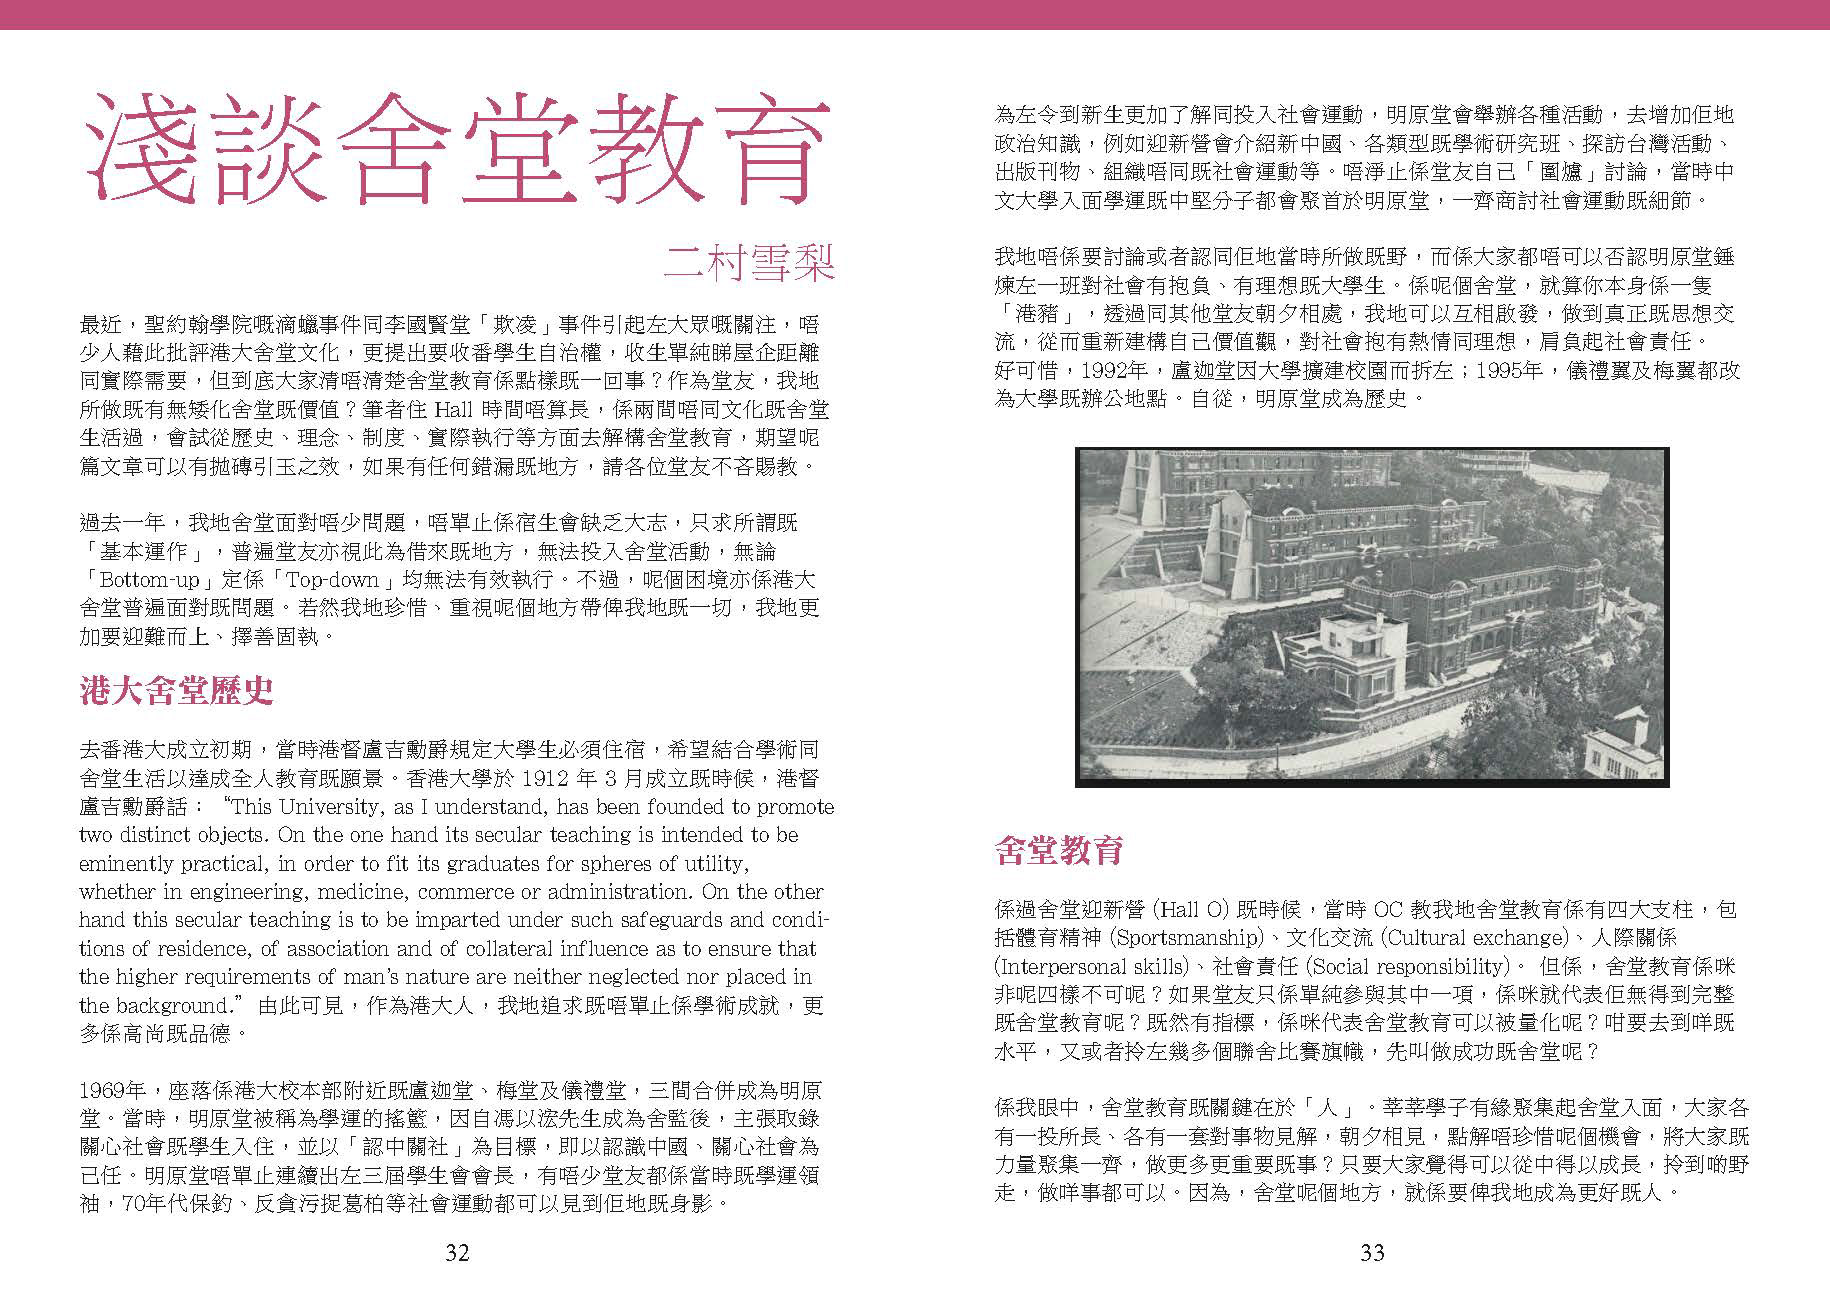 淺談舍堂教育
二村雪梨
最近，聖約翰學院嘅滴蠟事件同李國賢堂「欺凌」事件引起左大眾嘅關注，唔
少人藉此批評港大舍堂文化，更提出要收番學生自治權，收生單純睇屋企距離
同實際需要，但到底大家清唔清楚舍堂教育係點樣既一回事？作為堂友，我地
所做既有無矮化舍堂既價值？筆者住 Hall 時間唔算長，係兩間唔同文化既舍堂
生活過，會試從歷史、理念、制度、實際執行等方面去解構舍堂教育，期望呢
篇文章可以有拋磚引玉之效，如果有任何錯漏既地方，請各位堂友不吝賜教。
過去一年，我地舍堂面對唔少問題，唔單止係宿生會缺乏大志，只求所謂既
「基本運作」，普遍堂友亦視此為借來既地方，無法投入舍堂活動，無論
「Bottom-up」定係「Top-down」均無法有效執行。不過，呢個困境亦係港大
舍堂普遍面對既問題。若然我地珍惜、重視呢個地方帶俾我地既一切，我地更
加要迎難而上、擇善固執。
港大舍堂歷史
去番港大成立初期，當時港督盧吉勳爵規定大學生必須住宿，希望結合學術同
舍堂生活以達成全人教育既願景。香港大學於 1912 年 3 月成立既時候，港督
盧吉勳爵話：“This University, as I understand, has been founded to promote
two distinct objects. On the one hand its secular teaching is intended to be
eminently practical, in order to fit its graduates for spheres of utility,
whether in engineering, medicine, commerce or administration. On the other
hand this secular teaching is to be imparted under such safeguards and condi-
tions of residence, of association and of collateral influence as to ensure that
the higher requirements of man’s nature are neither neglected nor placed in
the background.” 由此可見，作為港大人，我地追求既唔單止係學術成就，更
多係高尚既品德。
1969年，座落係港大校本部附近既盧迦堂、梅堂及儀禮堂，三間合併成為明原
堂。當時，明原堂被稱為學運的搖籃，因自馮以浤先生成為舍監後，主張取錄
關心社會既學生入住，並以「認中關社」為目標，即以認識中國、關心社會為
己任。明原堂唔單止連續出左三屆學生會會長，有唔少堂友都係當時既學運領
袖，70年代保釣、反貪污捉葛柏等社會運動都可以見到佢地既身影。
32
為左令到新生更加了解同投入社會運動，明原堂會舉辦各種活動，去增加佢地
政治知識，例如迎新營會介紹新中國、各類型既學術研究班、探訪台灣活動、
出版刊物、組織唔同既社會運動等。唔淨止係堂友自己「圍爐」討論，當時中
文大學入面學運既中堅分子都會聚首於明原堂，一齊商討社會運動既細節。
我地唔係要討論或者認同佢地當時所做既野，而係大家都唔可以否認明原堂錘
煉左一班對社會有抱負、有理想既大學生。係呢個舍堂，就算你本身係一隻
「港豬」，透過同其他堂友朝夕相處，我地可以互相啟發，做到真正既思想交
流，從而重新建構自己價值觀，對社會抱有熱情同理想，肩負起社會責任。
好可惜，1992年，盧迦堂因大學擴建校園而拆左；1995年，儀禮翼及梅翼都改
為大學既辦公地點。自從，明原堂成為歷史。
舍堂教育
係過舍堂迎新營 (Hall O) 既時候，當時 OC 教我地舍堂教育係有四大支柱，包
括體育精神 (Sportsmanship)、文化交流 (Cultural exchange)、人際關係
(Interpersonal skills)、社會責任 (Social responsibility)。 但係，舍堂教育係咪
非呢四樣不可呢？如果堂友只係單純參與其中一項，係咪就代表佢無得到完整
既舍堂教育呢？既然有指標，係咪代表舍堂教育可以被量化呢？咁要去到咩既
水平，又或者拎左幾多個聯舍比賽旗幟，先叫做成功既舍堂呢？
係我眼中，舍堂教育既關鍵在於「人」。莘莘學子有緣聚集起舍堂入面，大家各
有一投所長、各有一套對事物見解，朝夕相見，點解唔珍惜呢個機會，將大家既
力量聚集一齊，做更多更重要既事？只要大家覺得可以從中得以成長，拎到啲野
走，做咩事都可以。因為，舍堂呢個地方，就係要俾我地成為更好既人。
33